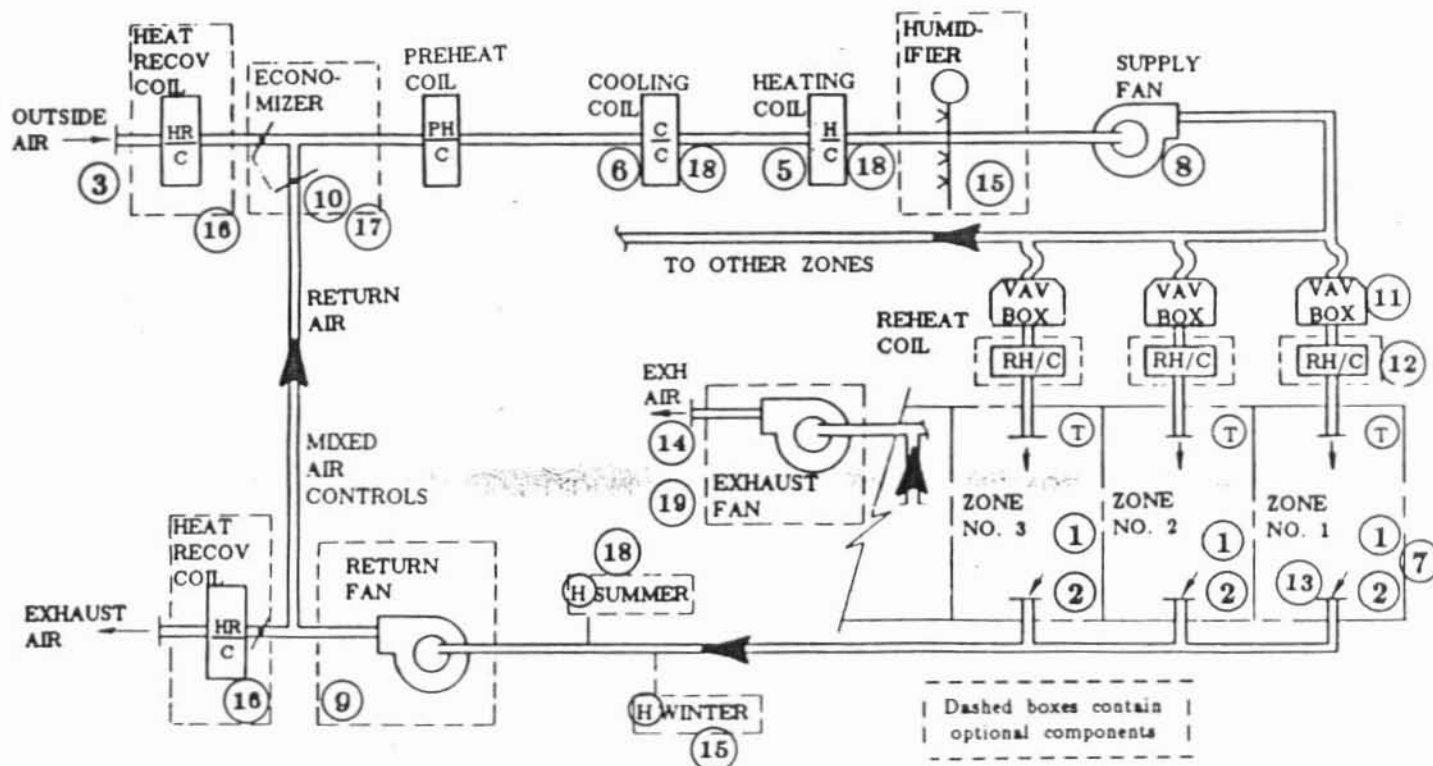 HEAT
RECOV
COIL
ECONO-
MIZER
PREHEAT
COIL
COOLING
COIL
HEATING
COIL
HUMID-
IFIER
SUPPLY
FAN
OUTSIDE
AIR
HR
C
PH
C
C
C
H
C
3
16
10
17
6
18
5
18
15
8
TO OTHER ZONES
RETURN
AIR
VAV
BOX
VAV
BOX
VAV
BOX
11
REHEAT
COIL
RH/C
RH/C
RH/C
12
EXH
AIR
14
19
EXHAUST
FAN
T
T
T
MIXED
AIR
CONTROLS
ZONE
NO. 3
ZONE
NO. 2
ZONE
NO. 1
1
1
1
7
2
2
13
2
HEAT
RECOV
COIL
RETURN
FAN
18
H SUMMER
EXHAUST
AIR
HR
C
16
9
H WINTER
15
Dashed boxes contain
optional components